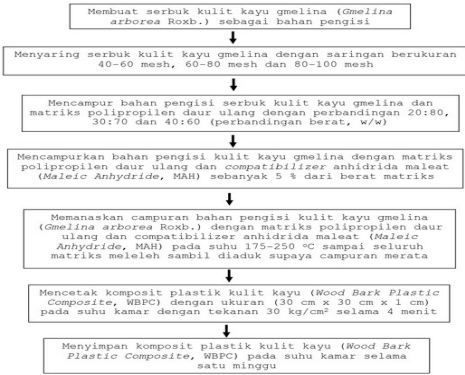 Membuat serbuk kulit kayu gmelina (Gmelina
arborea Roxb.) sebagai bahan pengisi
Menyaring serbuk kulit kayu gmelina dengan saringan berukuran
40-60 mesh, 60-80 mesh dan 80-100 mesh
Mencampur bahan pengisi serbuk kulit kayu gmelina dan
matriks polipropilen daur ulang dengan perbandingan 20:80,
30:70 dan 40:60 (perbandingan berat, w/w)
Mencampurkan bahan pengisi kulit kayu gmelina dengan matriks
polipropilen daur ulang dan compatibilizer anhidrida maleat
(Maleic Anhydride, MAH) sebanyak 5 % dari berat matriks
Memanaskan campuran bahan pengisi kulit kayu gmelina
(Gmelina arborea Roxb.) dengan matriks polipropilen daur
ulang dan compatibilizer anhidrida maleat (Maleic
Anhydride, MAH) pada suhu 175-250 °C sampai seluruh
matriks meleleh sambil diaduk supaya campuran merata
Mencetak komposit plastik kulit kayu (Wood Bark Plastic
Composite, WBPC) dengan ukuran (30 cm x 30 cm x 1 cm)
pada suhu kamar dengan tekanan 30 kg/cm² selama 4 menit
Menyimpan komposit plastik kulit kayu (Wood Bark
Plastic Composite, WBPC) pada suhu kamar selama
satu minggu